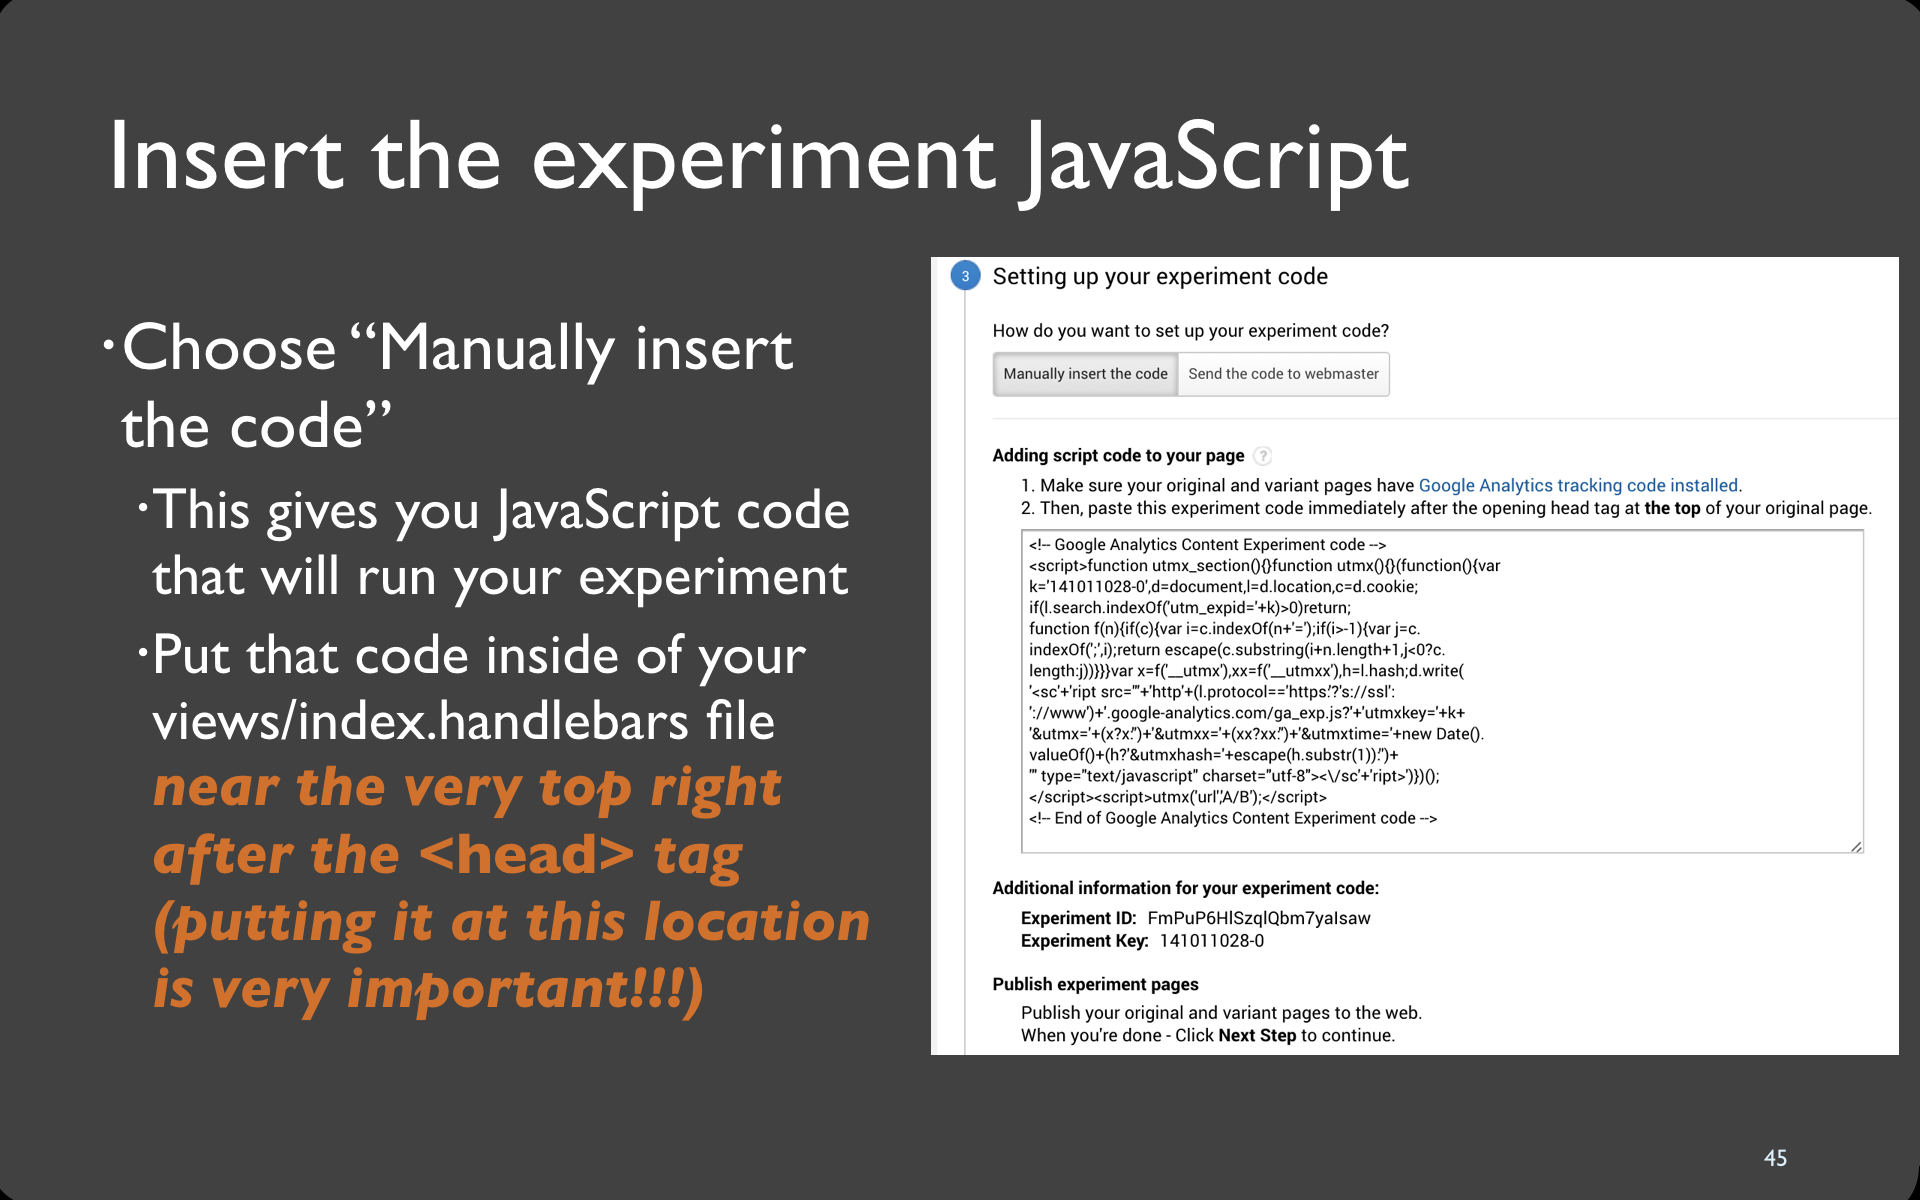 Insert the experiment JavaScript
•Choose “Manually insert
the code”
•This gives you JavaScript code
that will run your experiment
•Put that code inside of your
views/index.handlebars file
near the very top right
after the <head> tag
(putting it at this location
is very important!!!)
3 Setting up your experiment code
How do you want to set up your experiment code?
Manually insert the code Send the code to webmaster
Adding script code to your page ?
1. Make sure your original and variant pages have Google Analytics tracking code installed.
2. Then, paste this experiment code immediately after the opening head tag at the top of your original page.
<!-- Google Analytics Content Experiment code -->
<script>function utmx_section(){}function utmx(){}(function(){var
k='141011028-0',d=document,l=d.location,c=d.cookie;
if(l.search.indexOf('utm_expid='+k)>0)return;
function f(n){if(c){var i=c.indexOf(n+'=');if(i>-1){var j=c.
indexOf(';',i);return escape(c.substring(i+n.length+1,j<0?c.
length:j))}}}var x=f('__utmx'),xx=f('__utmxx'),h=l.hash;d.write(
'<sc'+'ript src="'+'http'+(l.protocol=='https:'?'s://ssl':
'://www')+'.google-analytics.com/ga_exp.js?'+'utmxkey='+k+
'&utmx='+(x?x:'')+'&utmxx='+(xx?xx:'')+'&utmxtime='+new Date().
valueOf()+(h?'&utmxhash='+escape(h.substr(1)):'')+
'" type="text/javascript" charset="utf-8"><\/sc'+'ript>')})();
</script><script>utmx('url','A/B');</script>
<!-- End of Google Analytics Content Experiment code -->
Additional information for your experiment code:
Experiment ID: FmPuP6HlSzqlQbm7yaIsaw
Experiment Key: 141011028-0
Publish experiment pages
Publish your original and variant pages to the web.
When you're done - Click Next Step to continue.
45